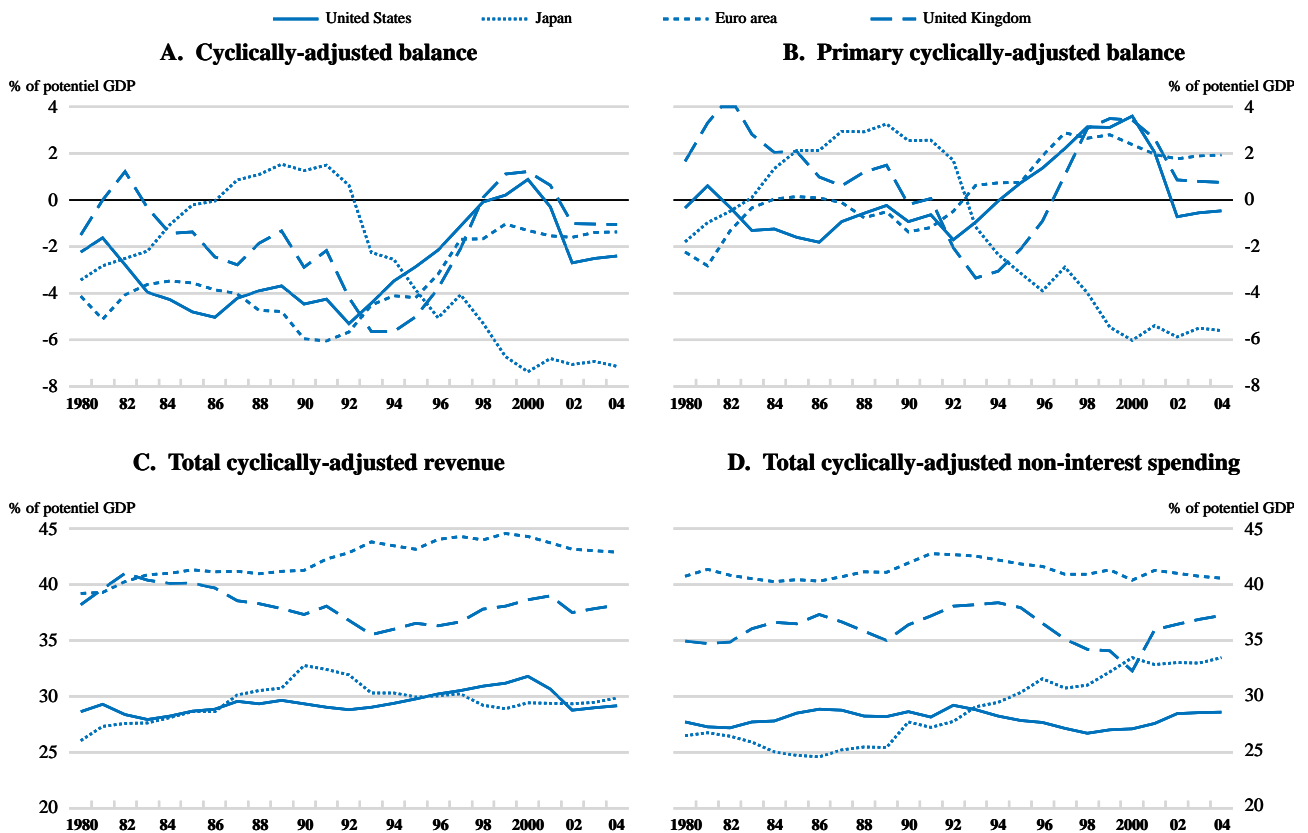 United States Japan Euro area United Kingdom
A. Cyclically-adjusted balance
% of potentiel GDP
4
2
0
-2
-4
-6
-8
1980 82 84 86 88 90 92 94 96 98 2000 02 04
B. Primary cyclically-adjusted balance
% of potentiel GDP
4
2
0
-2
-4
-6
-8
1980 82 84 86 88 90 92 94 96 98 2000 02 04
C. Total cyclically-adjusted revenue
% of potentiel GDP
45
40
35
30
25
20
1980 82 84 86 88 90 92 94 96 98 2000 02 04
D. Total cyclically-adjusted non-interest spending
% of potentiel GDP
45
40
35
30
25
20
1980 82 84 86 88 90 92 94 96 98 2000 02 04